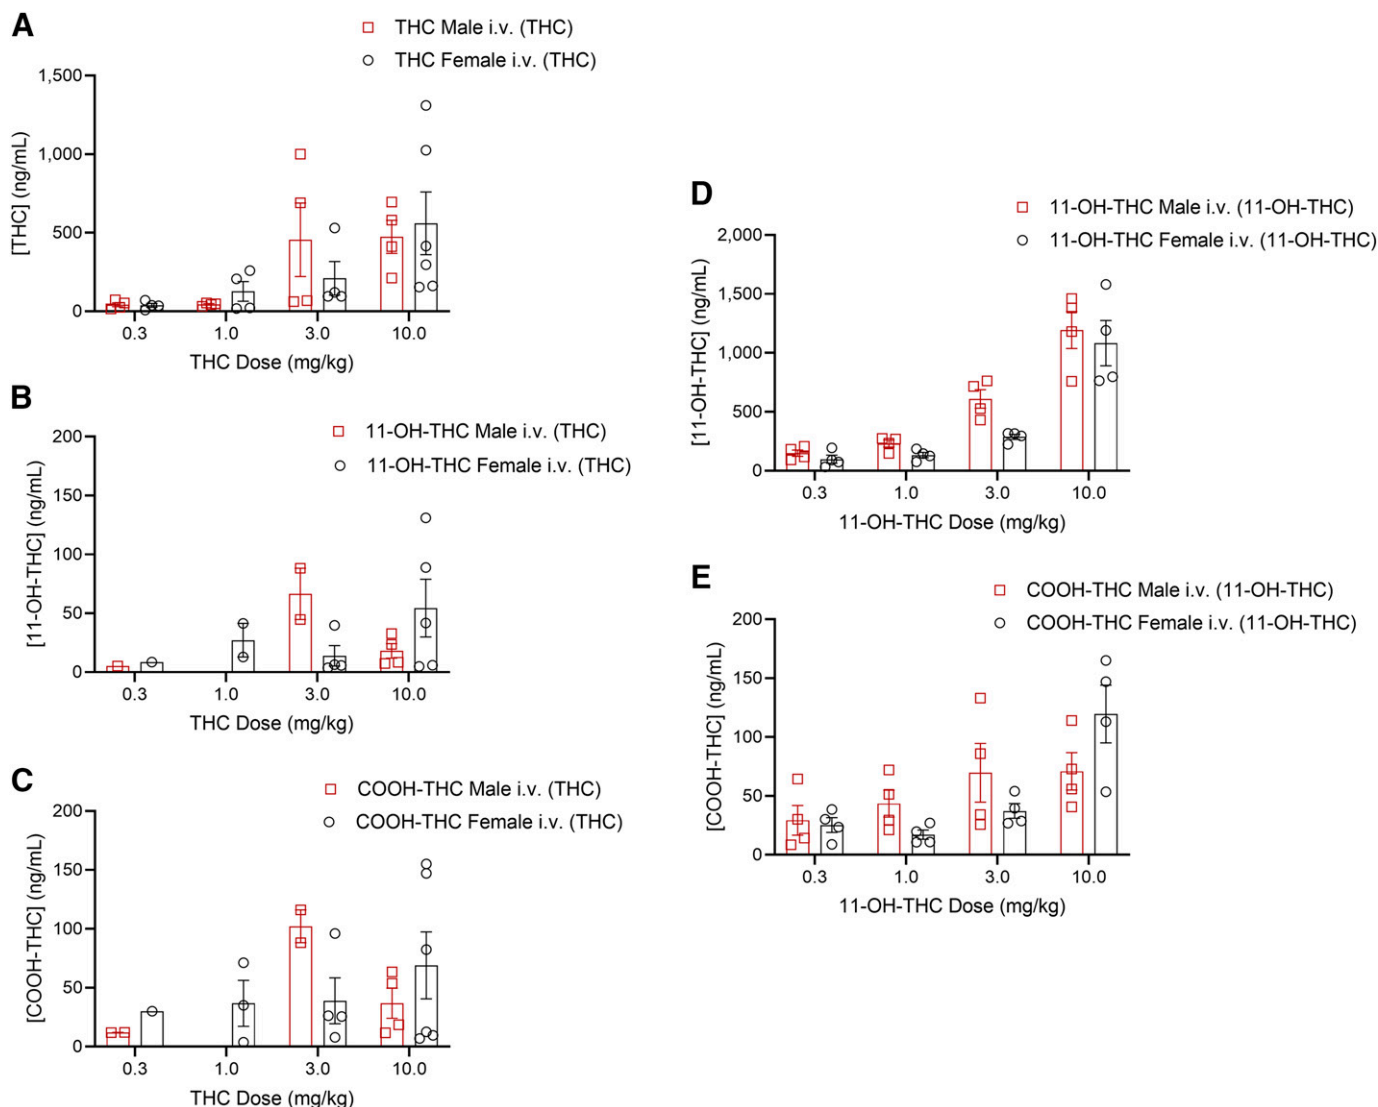 A
THC Male i.v. (THC)
THC Female i.v. (THC)
1,500
1,000
500
0
[THC] (ng/mL)
0.3 1.0 3.0 10.0
THC Dose (mg/kg)
B
11-OH-THC Male i.v. (THC)
11-OH-THC Female i.v. (THC)
200
150
100
50
0
[11-OH-THC] (ng/mL)
0.3 1.0 3.0 10.0
THC Dose (mg/kg)
C
COOH-THC Male i.v. (THC)
COOH-THC Female i.v. (THC)
200
150
100
50
0
[COOH-THC] (ng/mL)
0.3 1.0 3.0 10.0
THC Dose (mg/kg)
D
11-OH-THC Male i.v. (11-OH-THC)
11-OH-THC Female i.v. (11-OH-THC)
2,000
1,500
1,000
500
0
[11-OH-THC] (ng/mL)
0.3 1.0 3.0 10.0
11-OH-THC Dose (mg/kg)
E
COOH-THC Male i.v. (11-OH-THC)
COOH-THC Female i.v. (11-OH-THC)
200
150
100
50
0
[COOH-THC] (ng/mL)
0.3 1.0 3.0 10.0
11-OH-THC Dose (mg/kg)